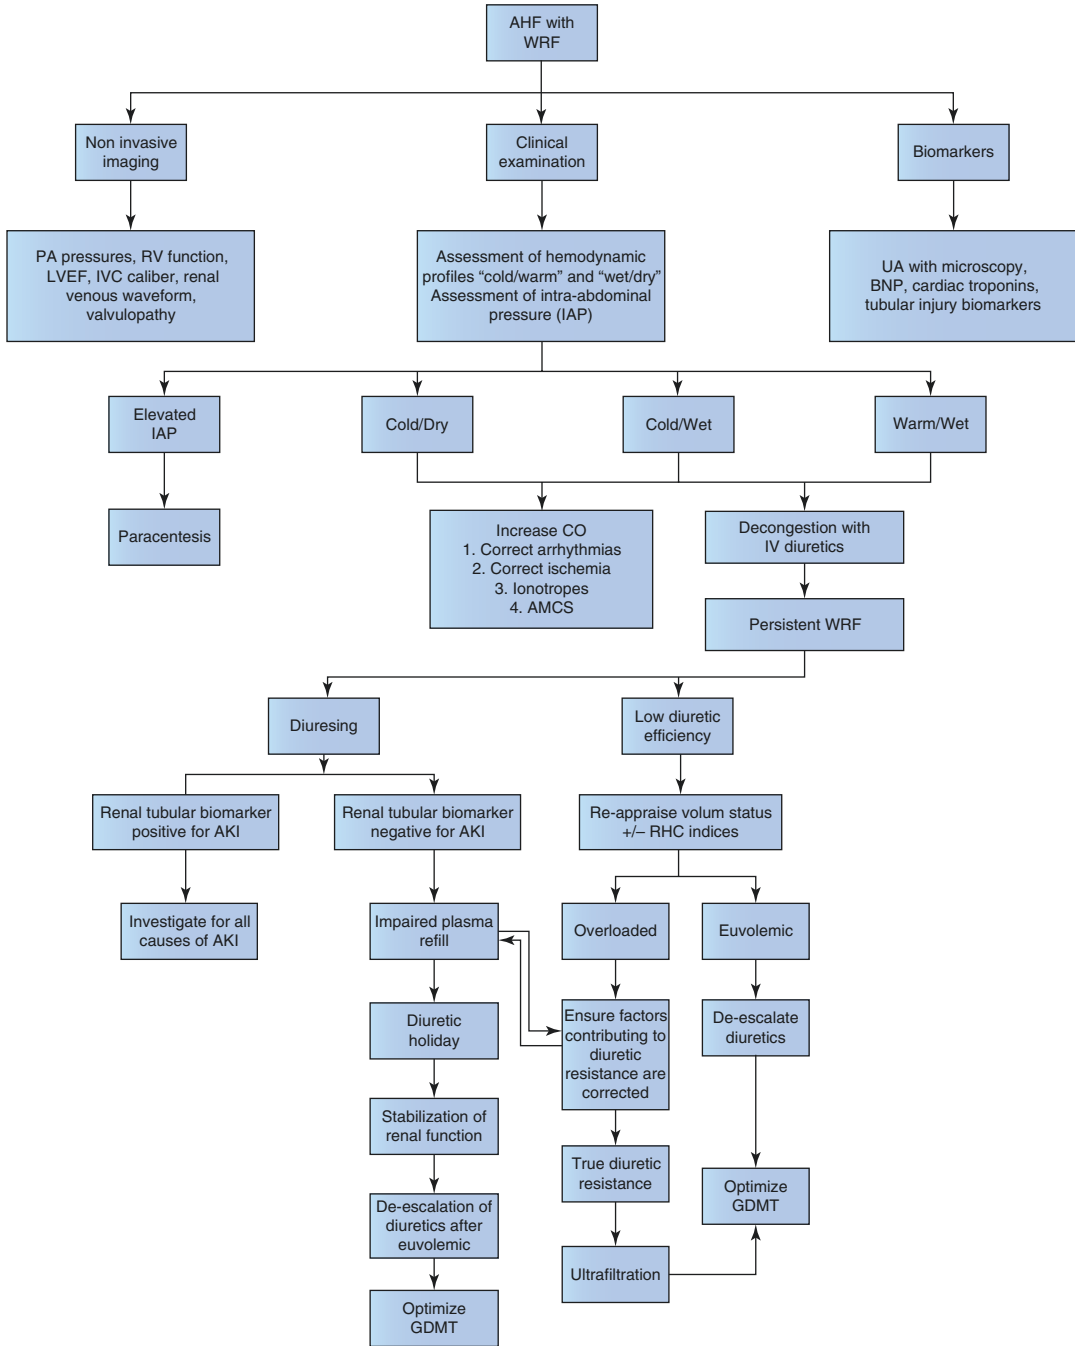 AHF with
WRF
Non invasive
imaging
Clinical
examination
Biomarkers
PA pressures, RV function,
LVEF, IVC caliber, renal
venous waveform,
valvulopathy
Assessment of hemodynamic
profiles “cold/warm” and “wet/dry”
Assessment of intra-abdominal
pressure (IAP)
UA with microscopy,
BNP, cardiac troponins,
tubular injury biomarkers
Elevated
IAP
Cold/Dry
Cold/Wet
Warm/Wet
Paracentesis
Increase CO
1. Correct arrhythmias
2. Correct ischemia
3. Ionotropes
4. AMCS
Decongestion with
IV diuretics
Persistent WRF
Diuresing
Low diuretic
efficiency
Renal tubular biomarker
positive for AKI
Renal tubular biomarker
negative for AKI
Re-appraise volum status
+/– RHC indices
Investigate for all
causes of AKI
Impaired plasma
refill
Overloaded
Euvolemic
Diuretic
holiday
Ensure factors
contributing to
diuretic
resistance are
corrected
De-escalate
diuretics
Stabilization of
renal function
True diuretic
resistance
Optimize
GDMT
De-escalation of
diuretics after
euvolemic
Ultrafiltration
Optimize
GDMT